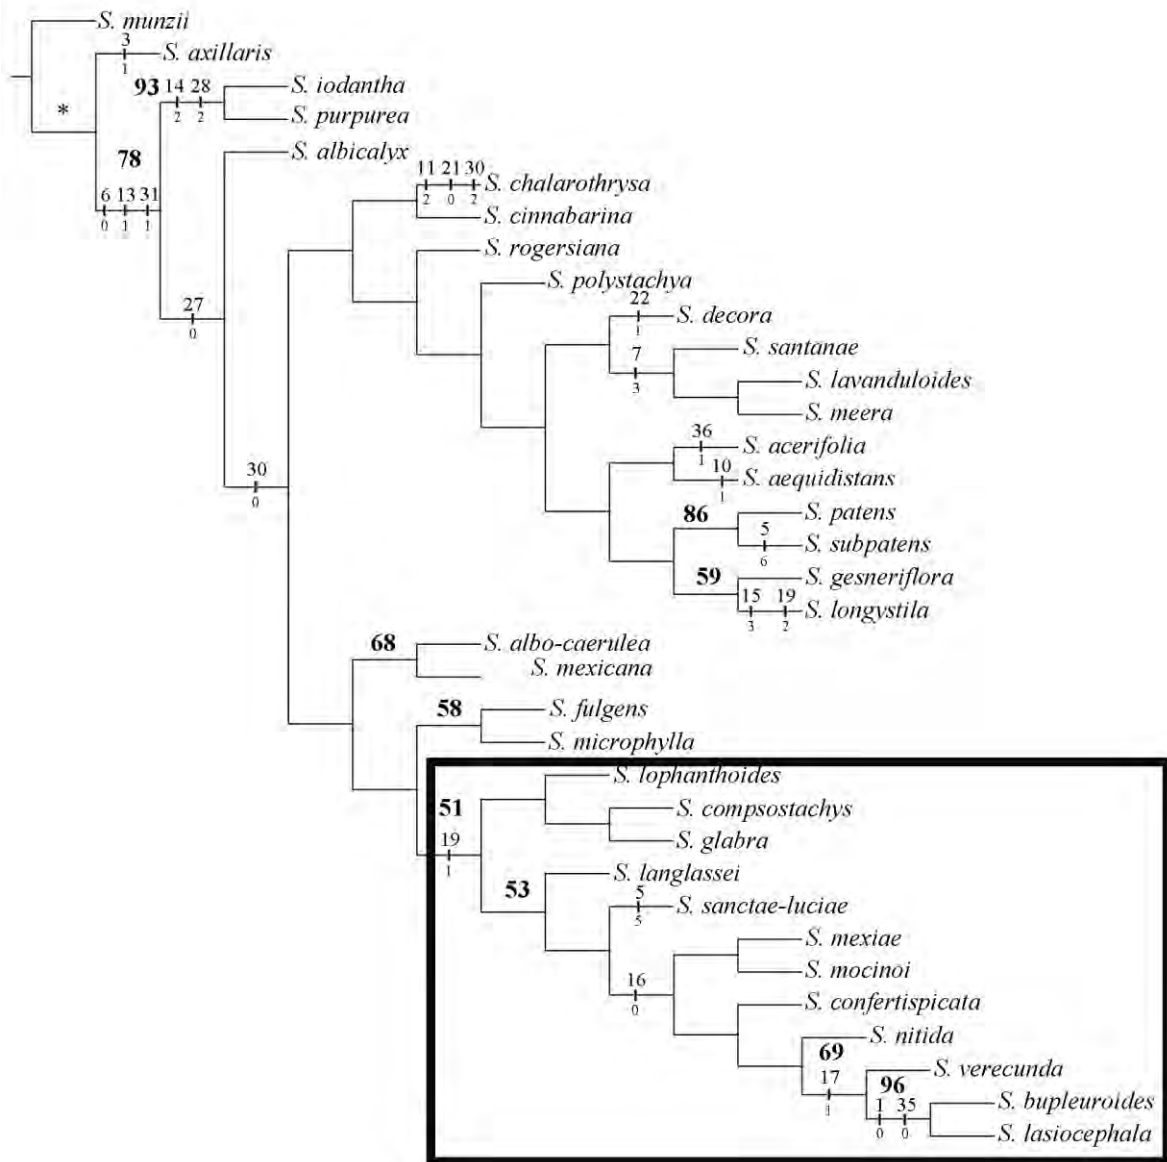 S. munzii
3
S. axillaris
1
93 14 28
S. iodantha
*
2 2
S. purpurea
78
S. albicalyx
6 13 31
0 1 1
11 21 30
S. chalarothrysa
2 0 2
S. cinnabarina
S. rogersiana
S. polystachya
27
0
22
S. decora
1
7
S. santanae
3
S. lavanduloides
S. meera
36
S. acerifolia
1
10
S. aequidistans
1
30
0
86
S. patens
5
S. subpatens
6
59
S. gesneriflora
15 19
S. longystila
3 2
68
S. albo-caerulea
S. mexicana
58
S. fulgens
S. microphylla
S. lophanthoides
51
S. compsostachys
19
S. glabra
1
S. langlassei
53
5
S. sanctae-luciae
5
S. mexiae
S. mocinoi
16
0
S. confertispicata
S. nitida
69
17
S. verecunda
1
96
1 35
S. bupleuroides
0 0
S. lasiocephala